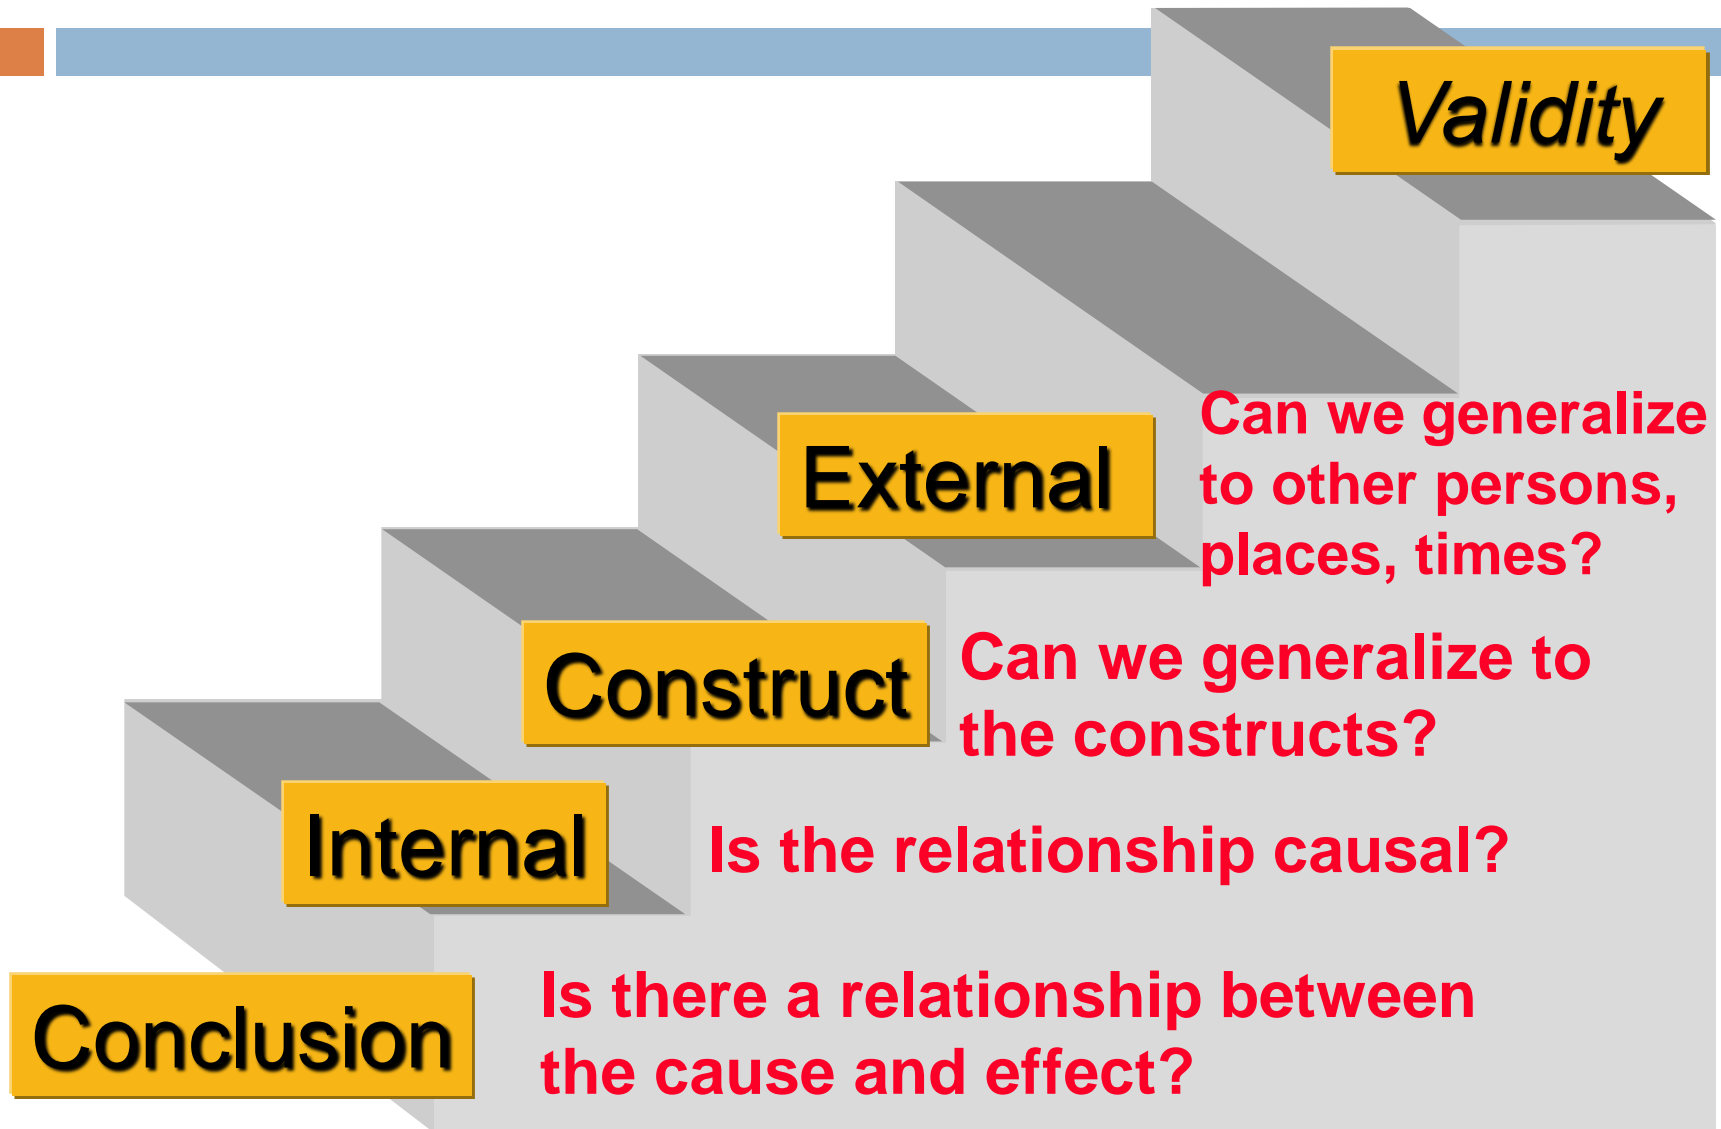 Validity
External
Can we generalize
to other persons,
places, times?
Construct
Can we generalize to
the constructs?
Internal
Is the relationship causal?
Conclusion
Is there a relationship between
the cause and effect?